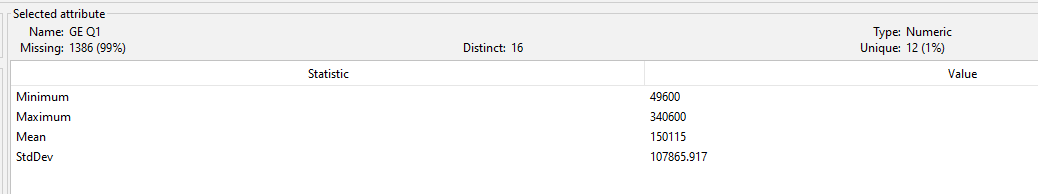 Selected attribute
Name: GE Q1 Type: Numeric
Missing: 1386 (99%) Distinct: 16 Unique: 12 (1%)
Statistic Value
Minimum 49600
Maximum 340600
Mean 150115
StdDev 107865.917